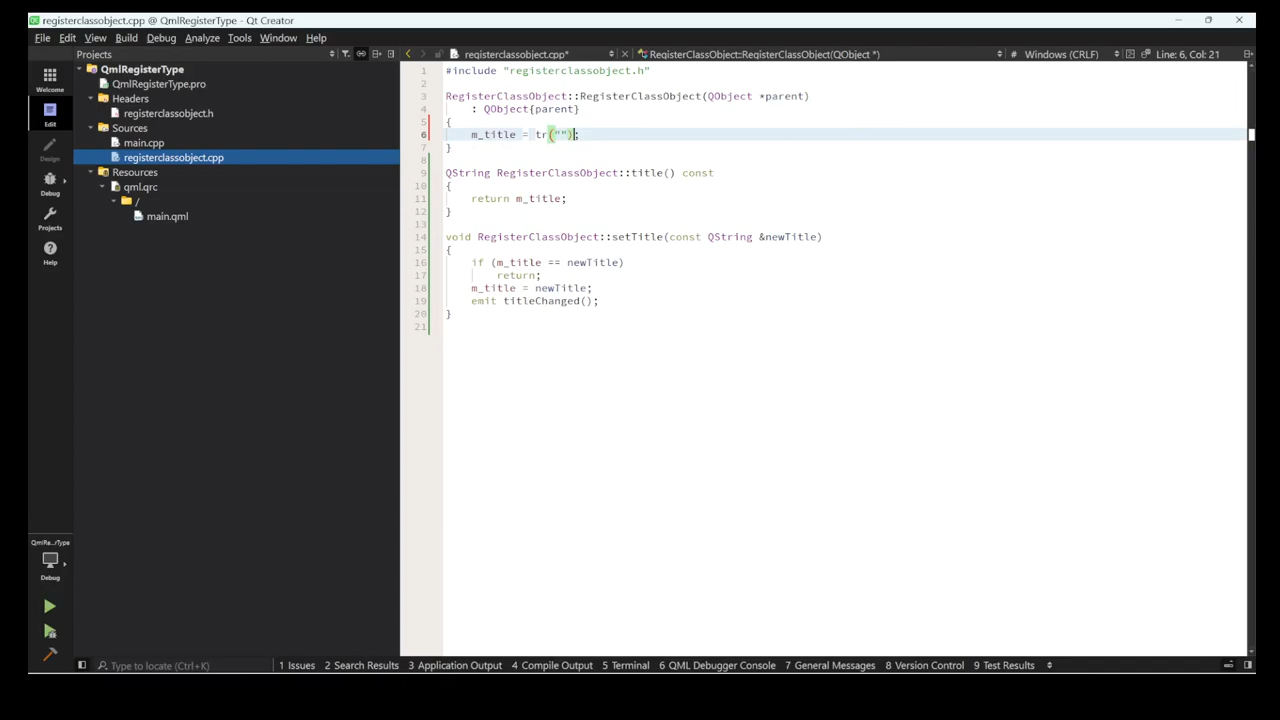 registerclassobject.cpp @ QmlRegisterType - Qt Creator
File Edit View Build Debug Analyze Tools Window Help
Projects
registerclassobject.cpp*
RegisterClassObject::RegisterClassObject(QObject *parent)
# Windows (CRLF)
Line: 6, Col: 21
Welcome
Edit
Design
Debug
Projects
Help
QmlRegisterType
QmlRegisterType.pro
Headers
registerclassobject.h
Sources
main.cpp
registerclassobject.cpp
Resources
qml.qrc
/
main.qml
1 #include "registerclassobject.h"
2
3 RegisterClassObject::RegisterClassObject(QObject *parent)
4 : QObject{parent}
5 {
6 m_title = tr("");
7 }
8
9 QString RegisterClassObject::title() const
10 {
11 return m_title;
12 }
13
14 void RegisterClassObject::setTitle(const QString &newTitle)
15 {
16 if (m_title == newTitle)
17 return;
18 m_title = newTitle;
19 emit titleChanged();
20 }
21
QmlRe...rType
Debug
Type to locate (Ctrl+K)
1 Issues 2 Search Results 3 Application Output 4 Compile Output 5 Terminal 6 QML Debugger Console 7 General Messages 8 Version Control 9 Test Results